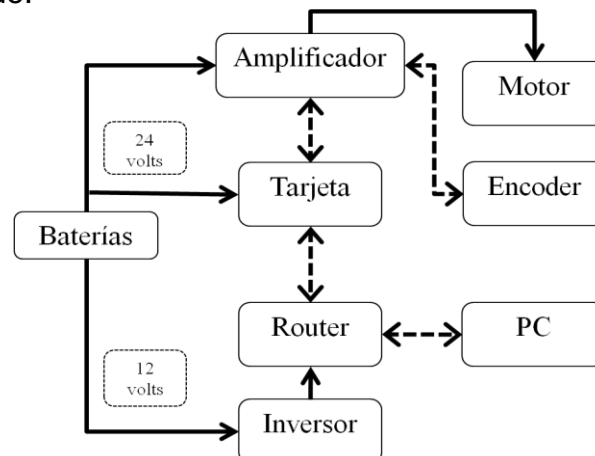 Amplificador
Motor
24
volts
Tarjeta
Encoder
Baterías
Router
PC
12
volts
Inversor